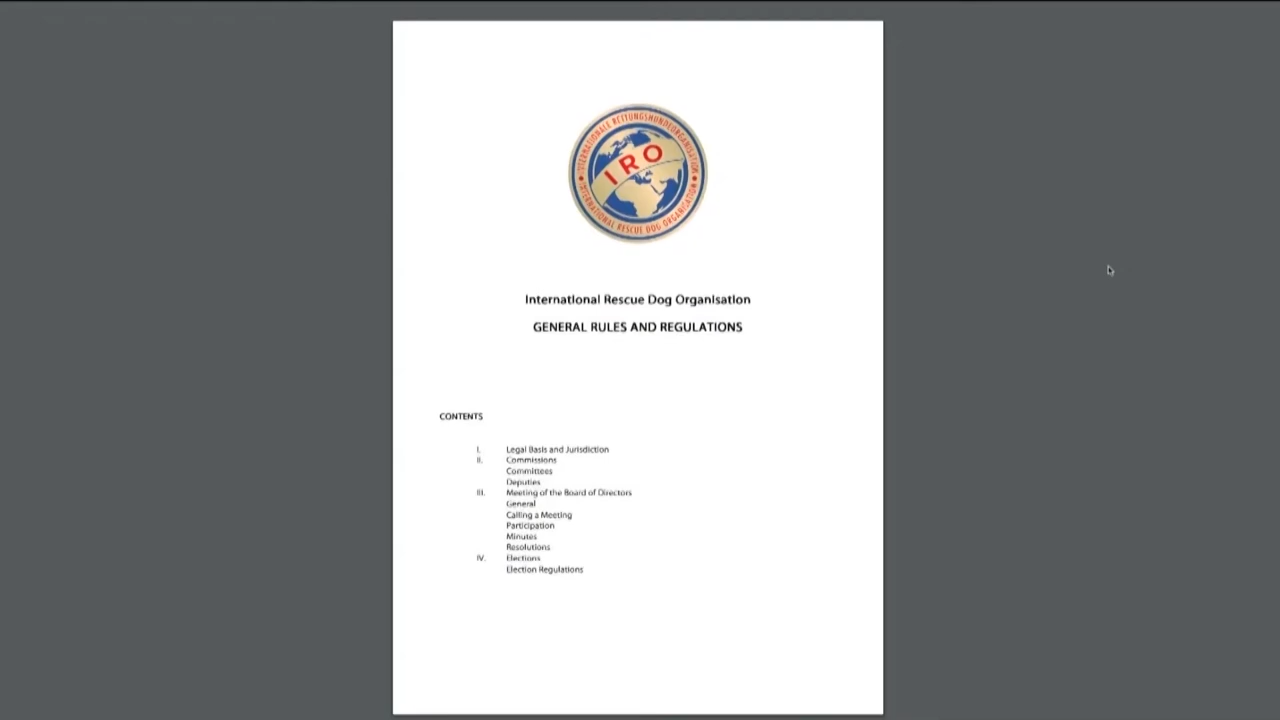 INTERNATIONALE RETTUNGSHUNDEORGANISATION
IRO
INTERNATIONAL RESCUE DOG ORGANISATION
International Rescue Dog Organisation
GENERAL RULES AND REGULATIONS
CONTENTS
I. Legal Basis and Jurisdiction
II. Commissions
Committees
Deputies
III. Meeting of the Board of Directors
General
Calling a Meeting
Participation
Minutes
Resolutions
IV. Elections
Election Regulations